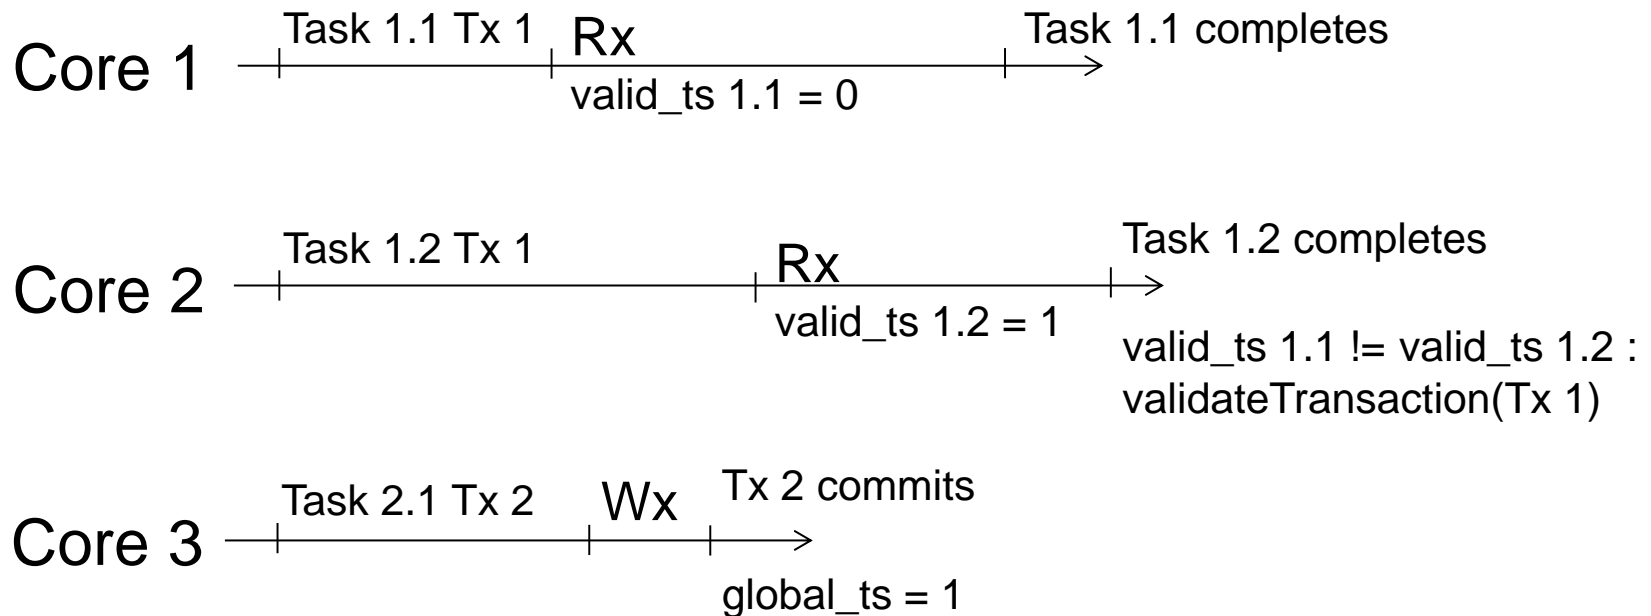 Core 1
Task 1.1 Tx 1
Rx
valid_ts 1.1 = 0
Task 1.1 completes
Core 2
Task 1.2 Tx 1
Rx
valid_ts 1.2 = 1
Task 1.2 completes
valid_ts 1.1 != valid_ts 1.2 :
validateTransaction(Tx 1)
Core 3
Task 2.1 Tx 2
Wx
Tx 2 commits
global_ts = 1